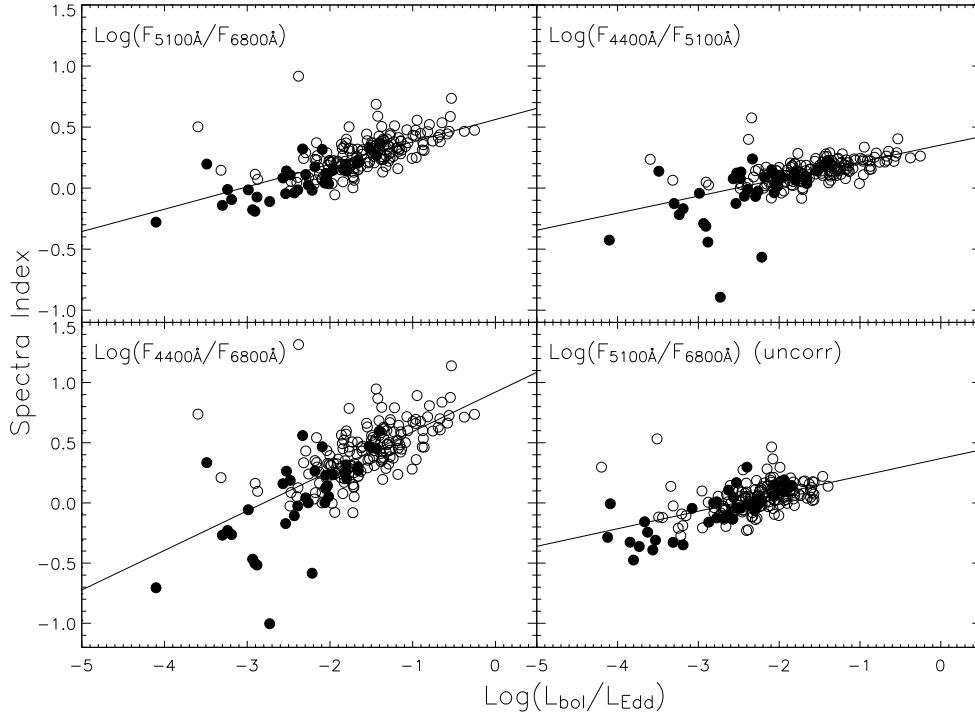 1.5
Log(F5100Å/F6800Å)
Log(F4400Å/F5100Å)
1.0
0.5
0.0
−0.5
−1.0
1.5
Log(F4400Å/F6800Å)
Log(F5100Å/F6800Å) (uncorr)
1.0
0.5
0.0
−0.5
−1.0
−5 −4 −3 −2 −1 0 −5 −4 −3 −2 −1 0
Spectra Index
Log(Lbol/LEdd)